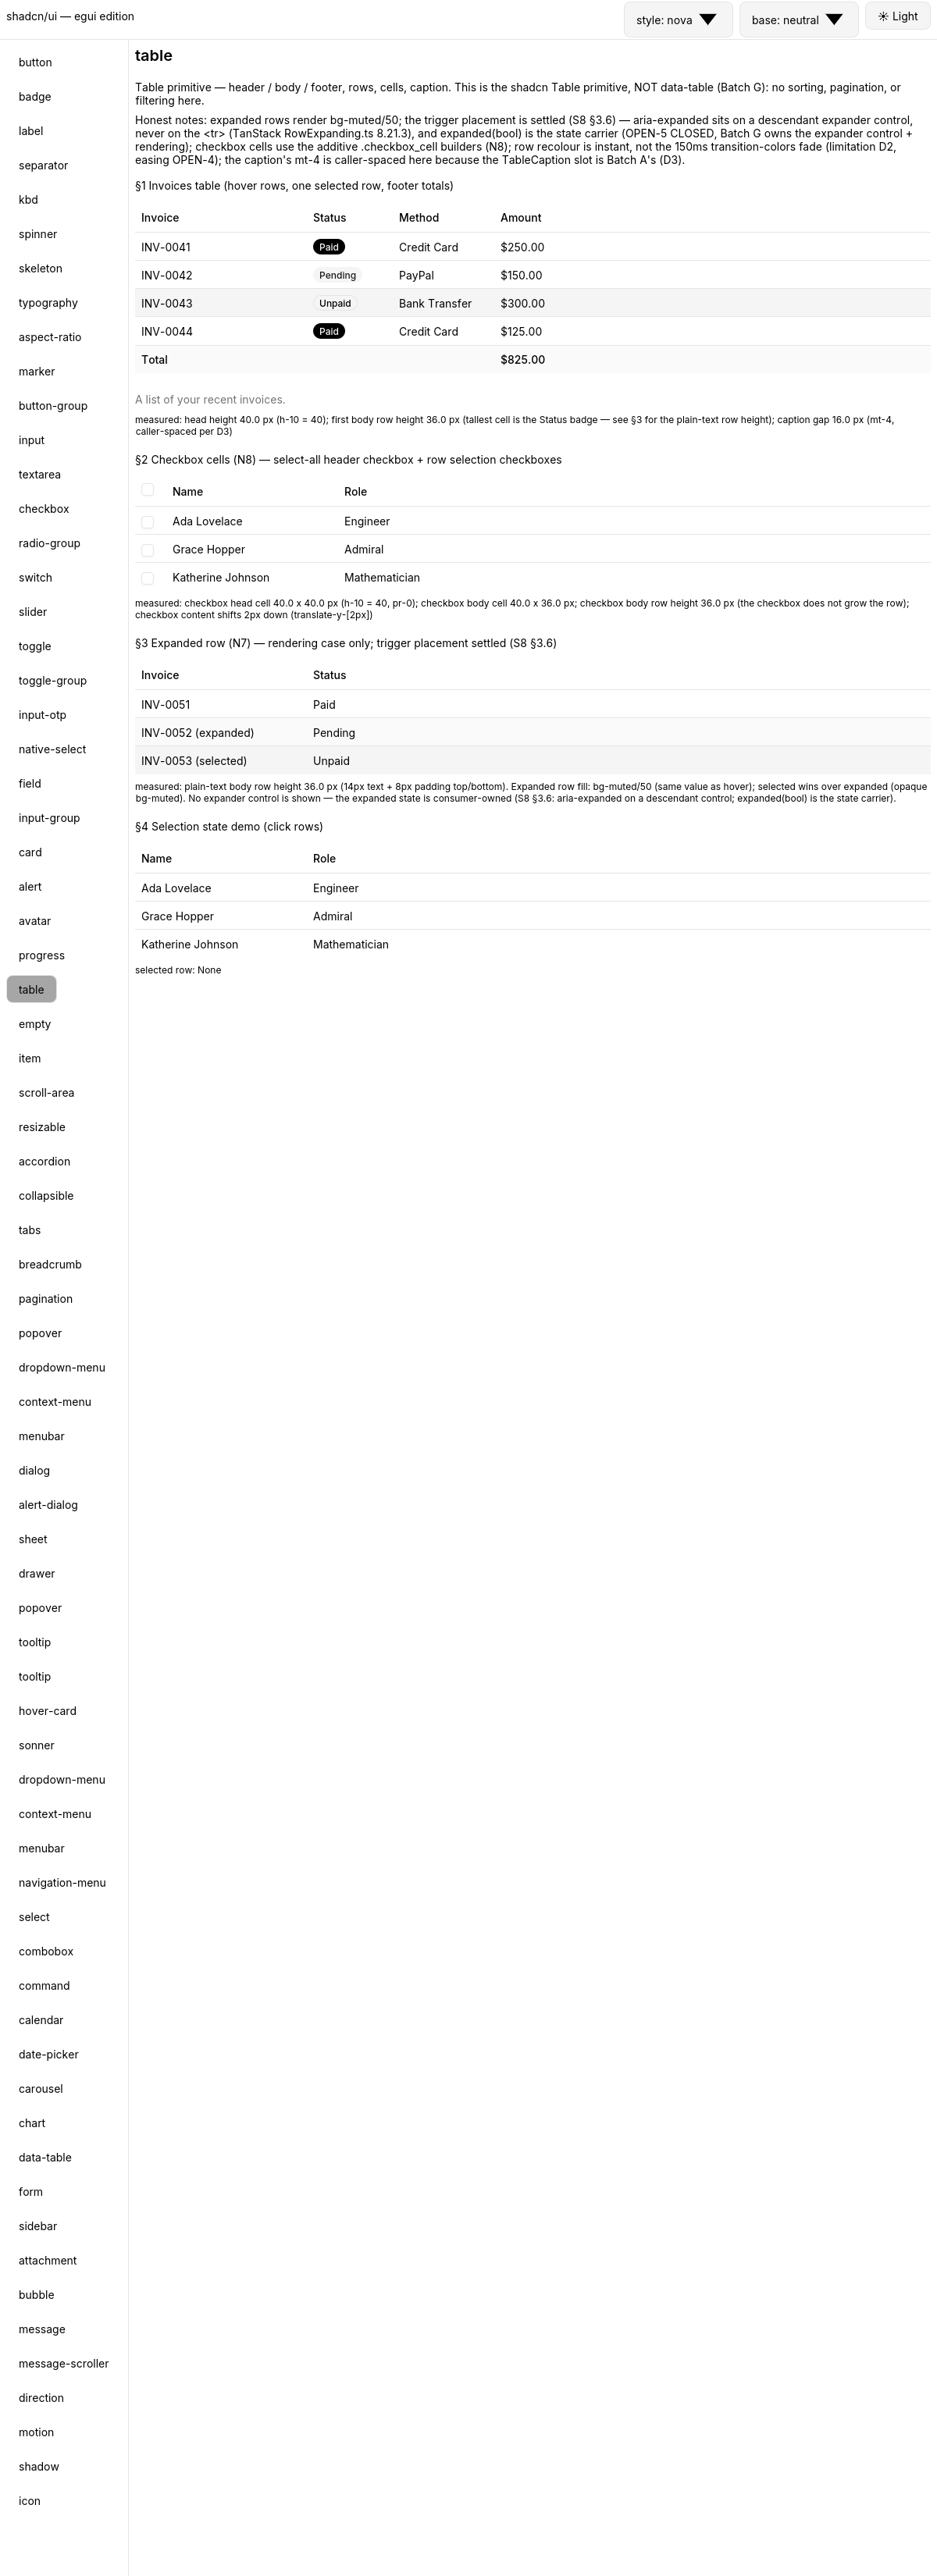 shadcn/ui — egui edition
style: nova
base: neutral
☀ Light
button
badge
label
separator
kbd
spinner
skeleton
typography
aspect-ratio
marker
button-group
input
textarea
checkbox
radio-group
switch
slider
toggle
toggle-group
input-otp
native-select
field
input-group
card
alert
avatar
progress
table
empty
item
scroll-area
resizable
accordion
collapsible
tabs
breadcrumb
pagination
popover
dropdown-menu
context-menu
menubar
dialog
alert-dialog
sheet
drawer
popover
tooltip
tooltip
hover-card
sonner
dropdown-menu
context-menu
menubar
navigation-menu
select
combobox
command
calendar
date-picker
carousel
chart
data-table
form
sidebar
attachment
bubble
message
message-scroller
direction
motion
shadow
icon
table
Table primitive — header / body / footer, rows, cells, caption. This is the shadcn Table primitive, NOT data-table (Batch G): no sorting, pagination, or
filtering here.
Honest notes: expanded rows render bg-muted/50; the trigger placement is settled (S8 §3.6) — aria-expanded sits on a descendant expander control,
never on the <tr> (TanStack RowExpanding.ts 8.21.3), and expanded(bool) is the state carrier (OPEN-5 CLOSED, Batch G owns the expander control +
rendering); checkbox cells use the additive .checkbox_cell builders (N8); row recolour is instant, not the 150ms transition-colors fade (limitation D2,
easing OPEN-4); the caption's mt-4 is caller-spaced here because the TableCaption slot is Batch A's (D3).
§1 Invoices table (hover rows, one selected row, footer totals)
Invoice Status Method Amount
INV-0041 Paid Credit Card $250.00
INV-0042 Pending PayPal $150.00
INV-0043 Unpaid Bank Transfer $300.00
INV-0044 Paid Credit Card $125.00
Total $825.00
A list of your recent invoices.
measured: head height 40.0 px (h-10 = 40); first body row height 36.0 px (tallest cell is the Status badge — see §3 for the plain-text row height); caption gap 16.0 px (mt-4,
caller-spaced per D3)
§2 Checkbox cells (N8) — select-all header checkbox + row selection checkboxes
Name Role
Ada Lovelace Engineer
Grace Hopper Admiral
Katherine Johnson Mathematician
measured: checkbox head cell 40.0 x 40.0 px (h-10 = 40, pr-0); checkbox body cell 40.0 x 36.0 px; checkbox body row height 36.0 px (the checkbox does not grow the row);
checkbox content shifts 2px down (translate-y-[2px])
§3 Expanded row (N7) — rendering case only; trigger placement settled (S8 §3.6)
Invoice Status
INV-0051 Paid
INV-0052 (expanded) Pending
INV-0053 (selected) Unpaid
measured: plain-text body row height 36.0 px (14px text + 8px padding top/bottom). Expanded row fill: bg-muted/50 (same value as hover); selected wins over expanded (opaque
bg-muted). No expander control is shown — the expanded state is consumer-owned (S8 §3.6: aria-expanded on a descendant control; expanded(bool) is the state carrier).
§4 Selection state demo (click rows)
Name Role
Ada Lovelace Engineer
Grace Hopper Admiral
Katherine Johnson Mathematician
selected row: None